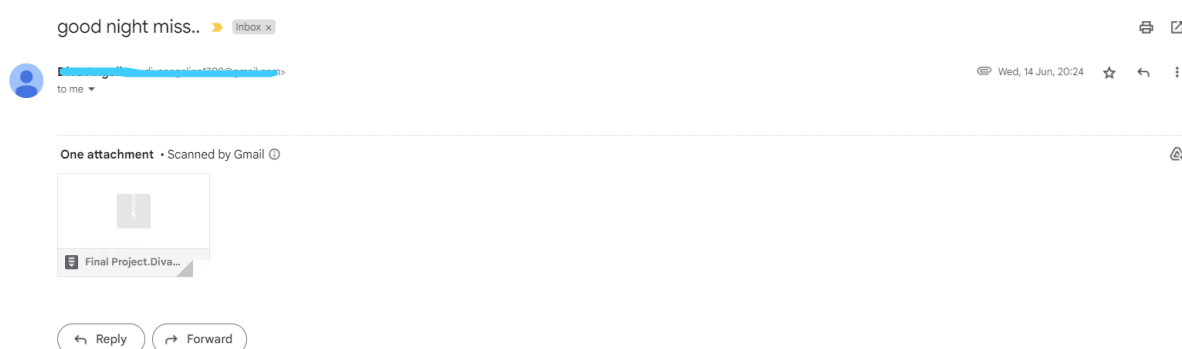 good night miss.. Inbox ×
Wed, 14 Jun, 20:24
to me
One attachment • Scanned by Gmail
Final Project.Diva...
Reply Forward